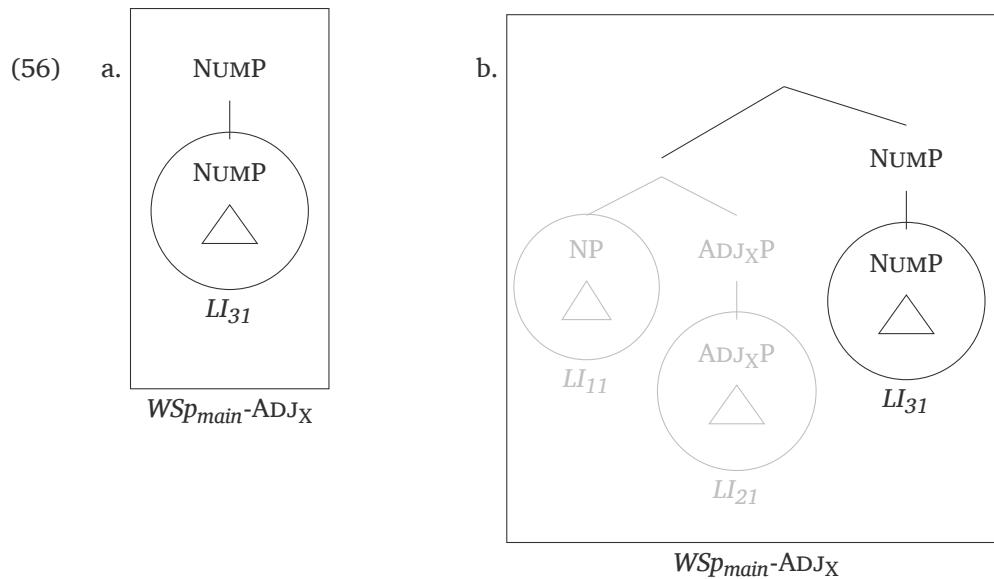 (56) a. NUMP
NUMP
LI31
WSpmain-ADJX
b.
NUMP
NP ADJXP
NUMP
ADJXP
LI11
LI31
LI21
WSpmain-ADJX